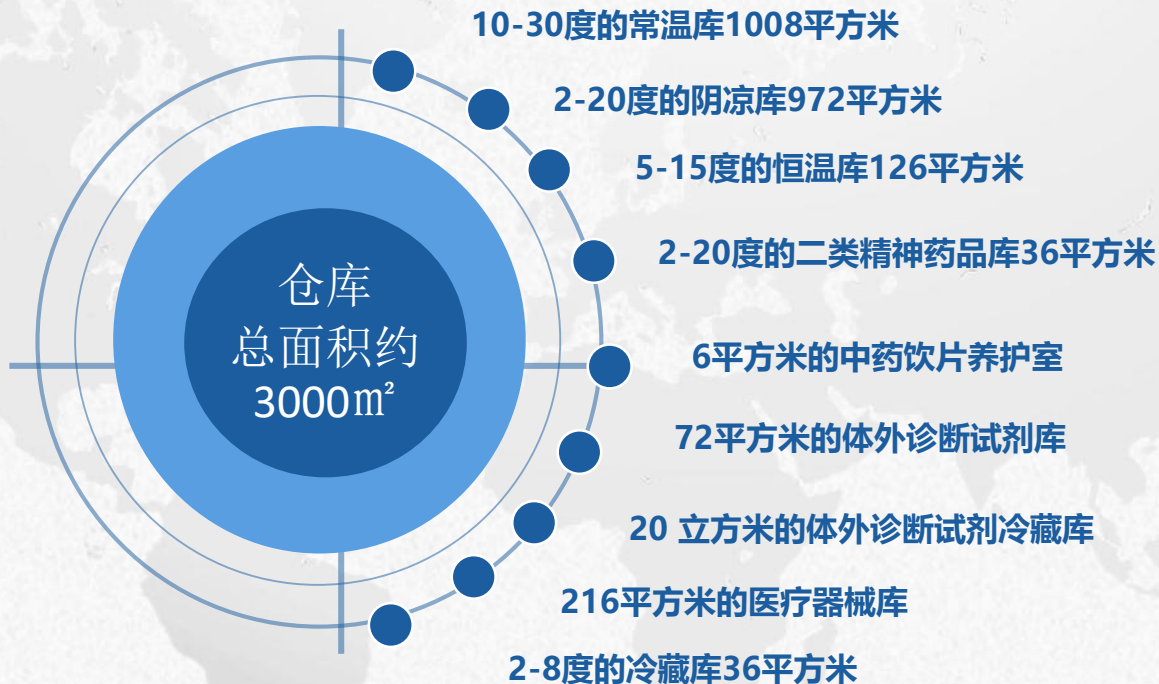 10-30度的常温库1008平方米
2-20度的阴凉库972平方米
5-15度的恒温库126平方米
2-20度的二类精神药品库36平方米
仓库
总面积约
3000㎡
6平方米的中药饮片养护室
72平方米的体外诊断试剂库
20 立方米的体外诊断试剂冷藏库
216平方米的医疗器械库
2-8度的冷藏库36平方米